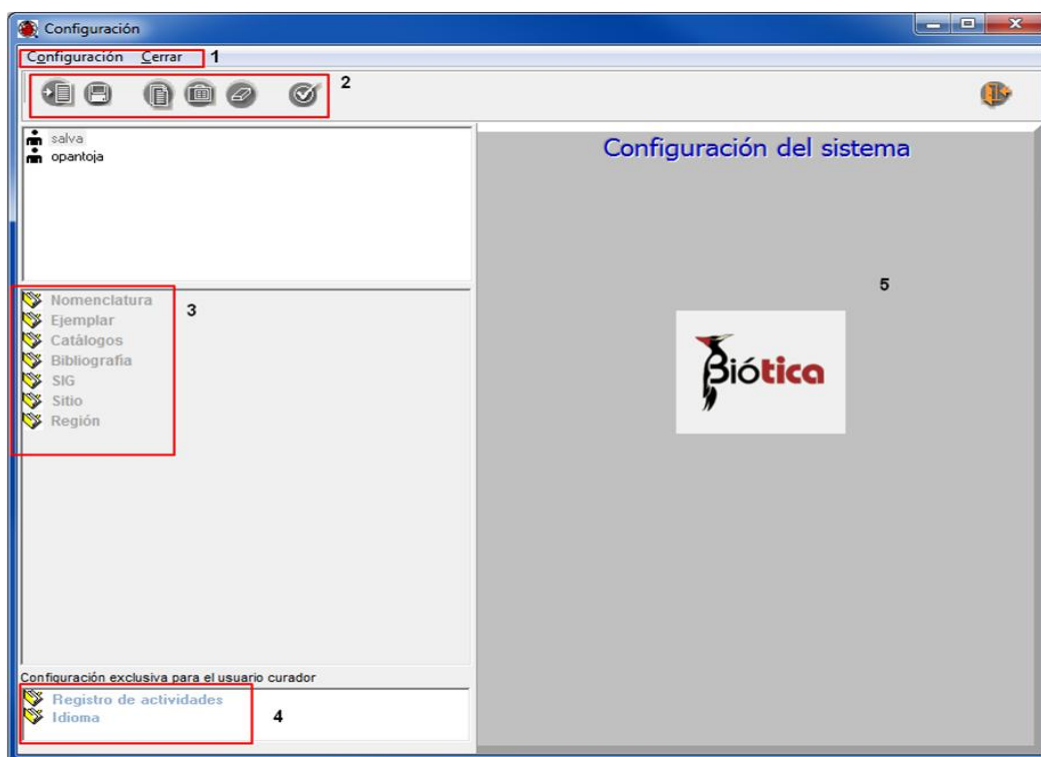 Configuración
Configuración Cerrar 1
2
salva
opantoja
Configuración del sistema
Nomenclatura
Ejemplar
Catálogos
Bibliografía
SIG
Sitio
Región
3
5
Biótica
Configuración exclusiva para el usuario curador
Registro de actividades
Idioma
4